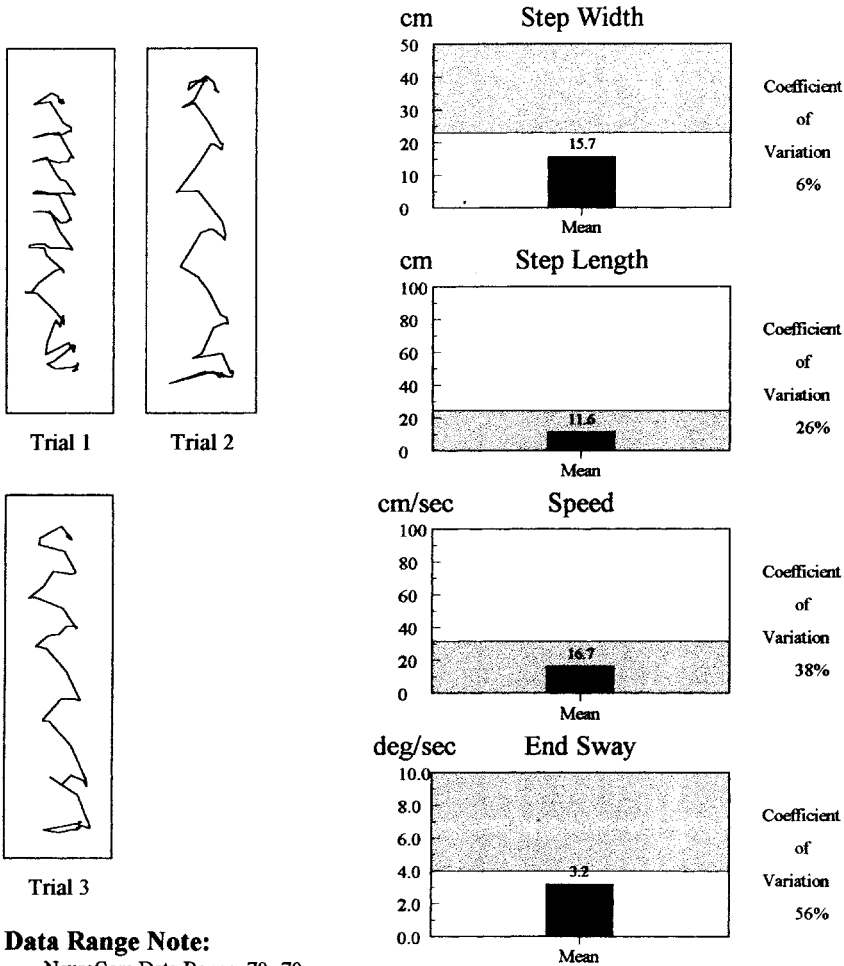 Trial 1
Trial 2
Trial 3
Data Range Note:
cm
Step Width
50
40
30
20
10
0
15.7
Mean
Coefficient
of
Variation
6%
cm
Step Length
100
80
60
40
20
0
11.6
Mean
Coefficient
of
Variation
26%
cm/sec
Speed
100
80
60
40
20
0
16.7
Mean
Coefficient
of
Variation
38%
deg/sec
End Sway
10.0
8.0
6.0
4.0
2.0
0.0
3.2
Mean
Coefficient
of
Variation
56%